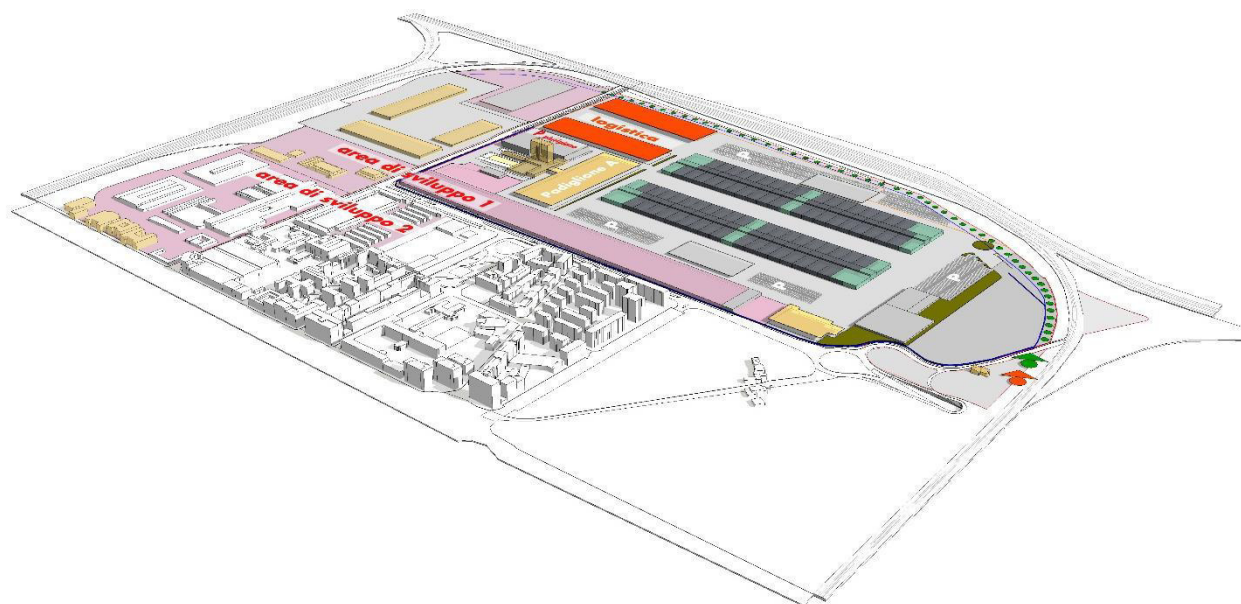 logistica
P
Padiglione A
area di sviluppo 1
area di sviluppo 2
P
P
P
P